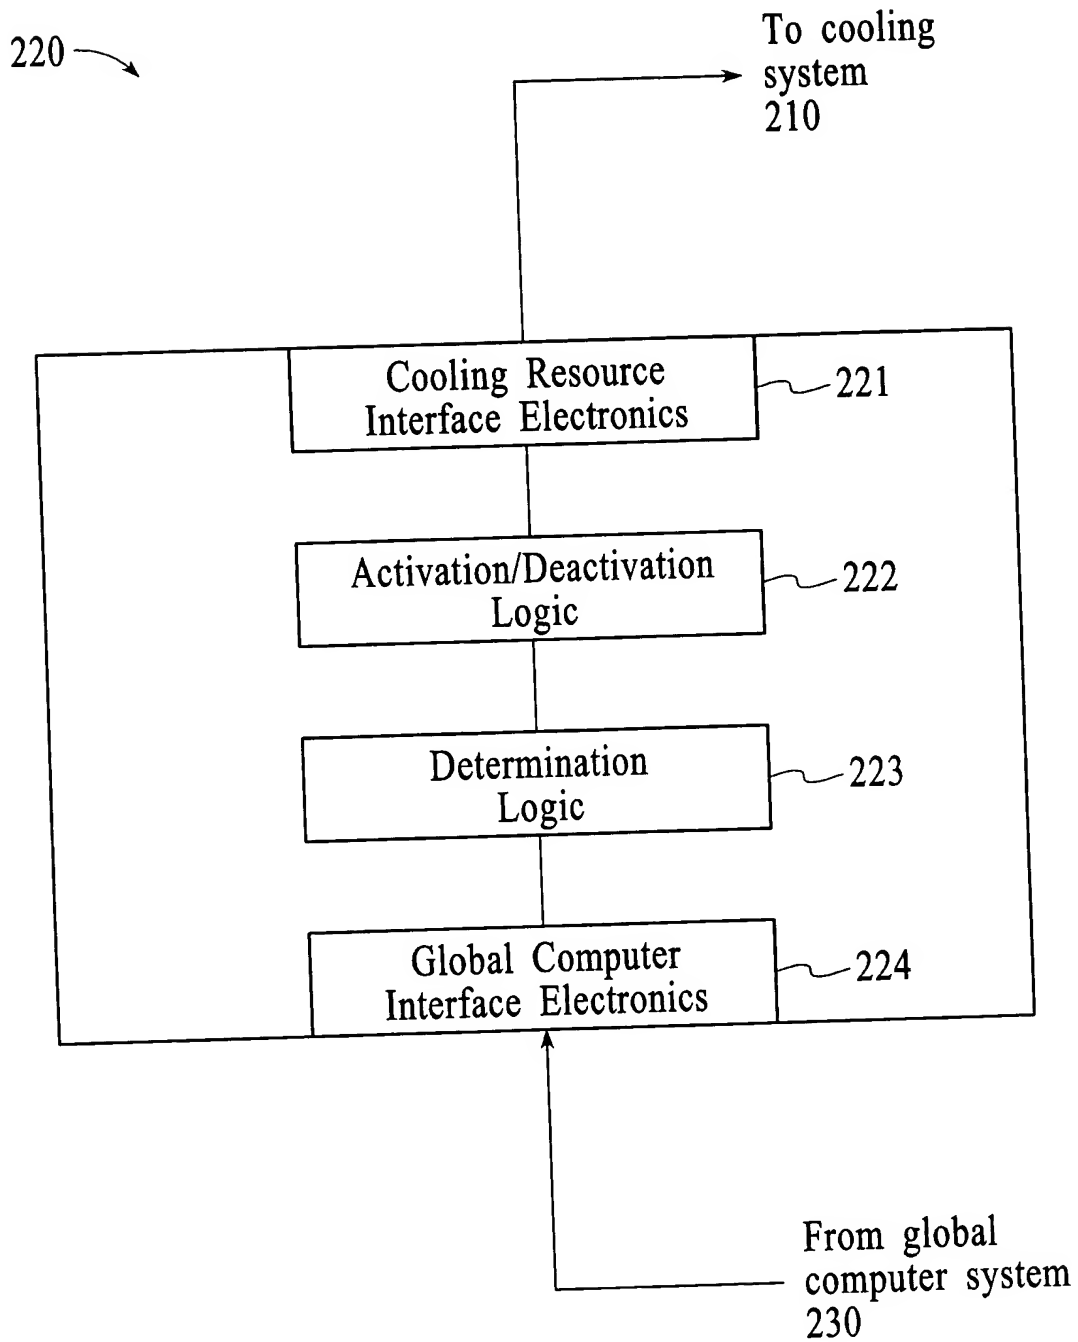 220
To cooling
system
210
Cooling Resource
Interface Electronics
221
Activation/Deactivation
Logic
222
Determination
Logic
223
Global Computer
Interface Electronics
224
From global
computer system
230